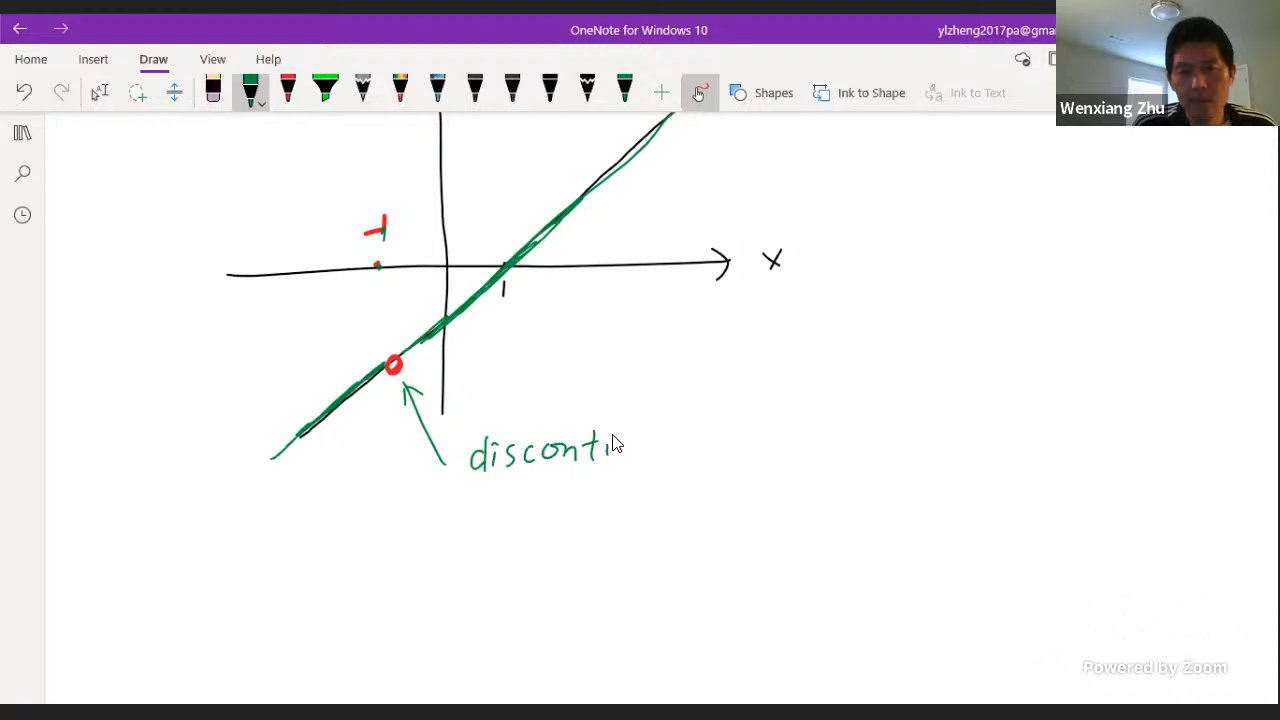 OneNote for Windows 10
ylzheng2017pa@gma
Home Insert Draw View Help
Shapes Ink to Shape Ink to Text
Wenxiang Zhu
-1
x
1
disconti
Powered by Zoom